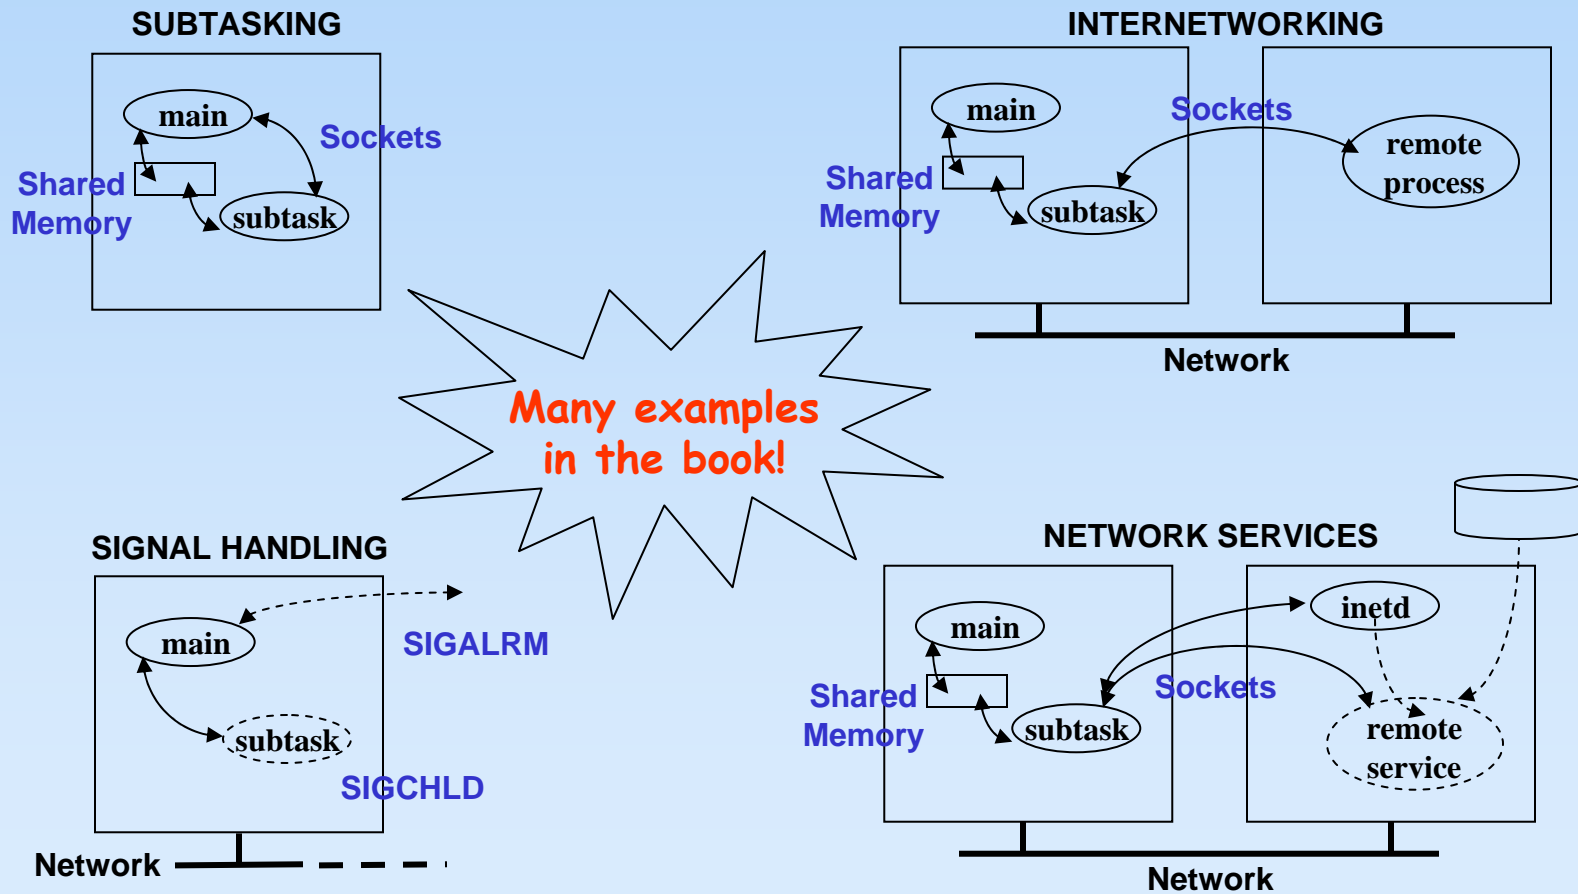 SUBTASKING
main
Sockets
Shared
Memory
subtask
INTERNETWORKING
main
Sockets
remote
process
Shared
Memory
subtask
Network
Many examples
in the book!
SIGNAL HANDLING
main
SIGALRM
subtask
SIGCHLD
Network
NETWORK SERVICES
main
inetd
Shared
Memory
Sockets
subtask
remote
service
Network